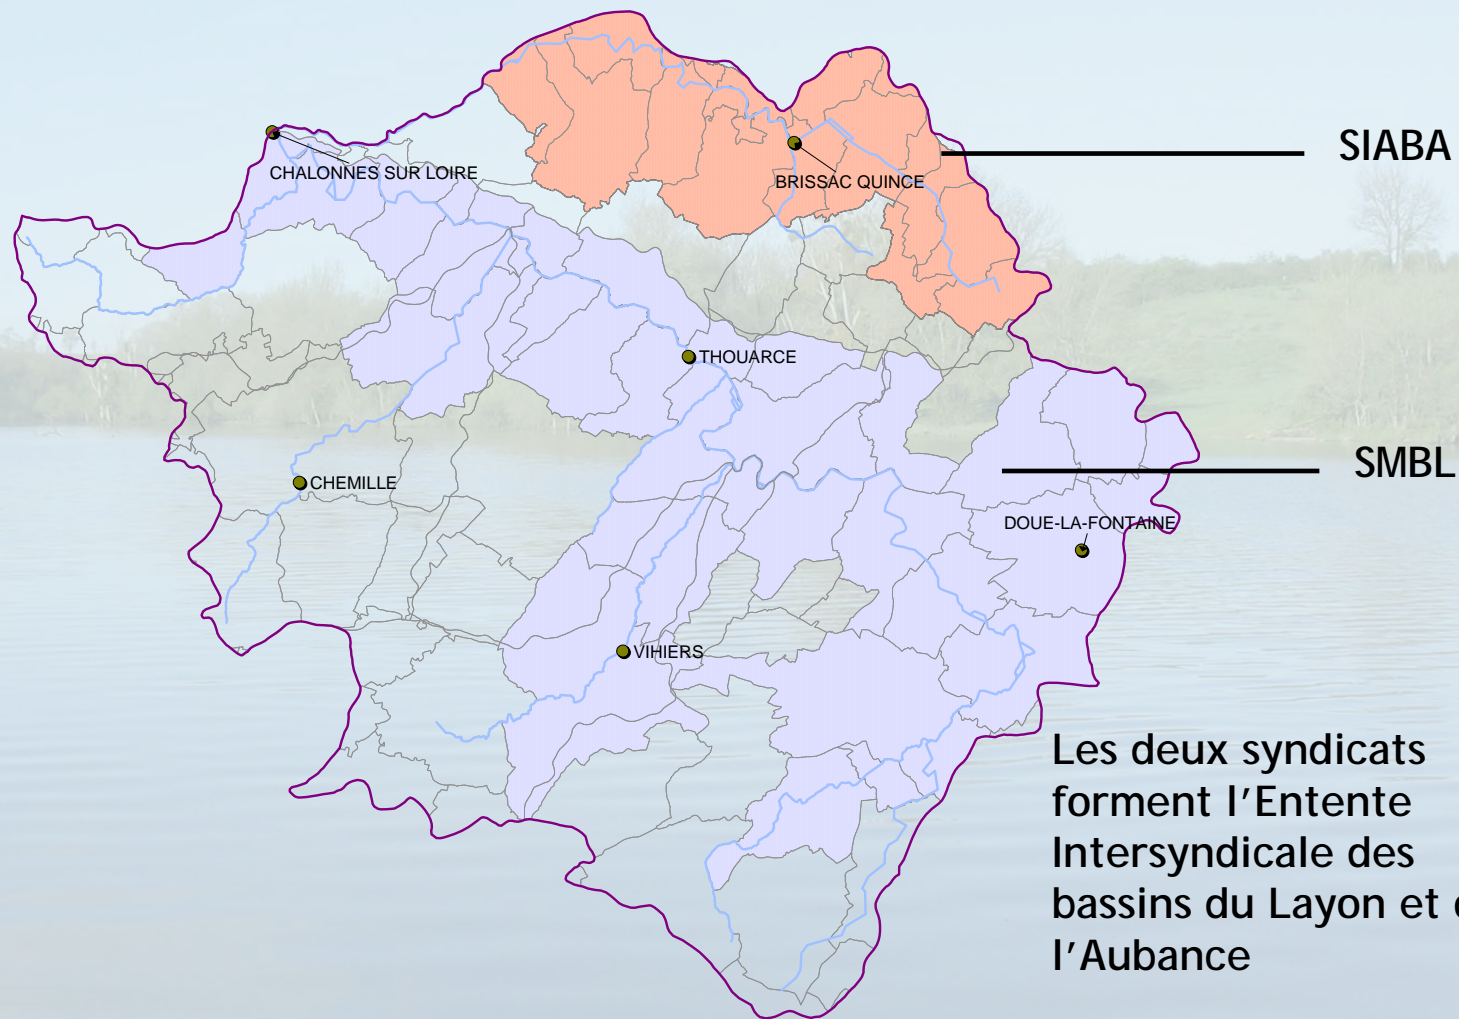 SIABA
CHALONNES SUR LOIRE
BRISSAC QUINCE
THOUARCE
SMBL
CHEMILLE
DOUE-LA-FONTAINE
VIHIERS
Les deux syndicats
forment l'Entente
Intersyndicale des
bassins du Layon et
l'Aubance